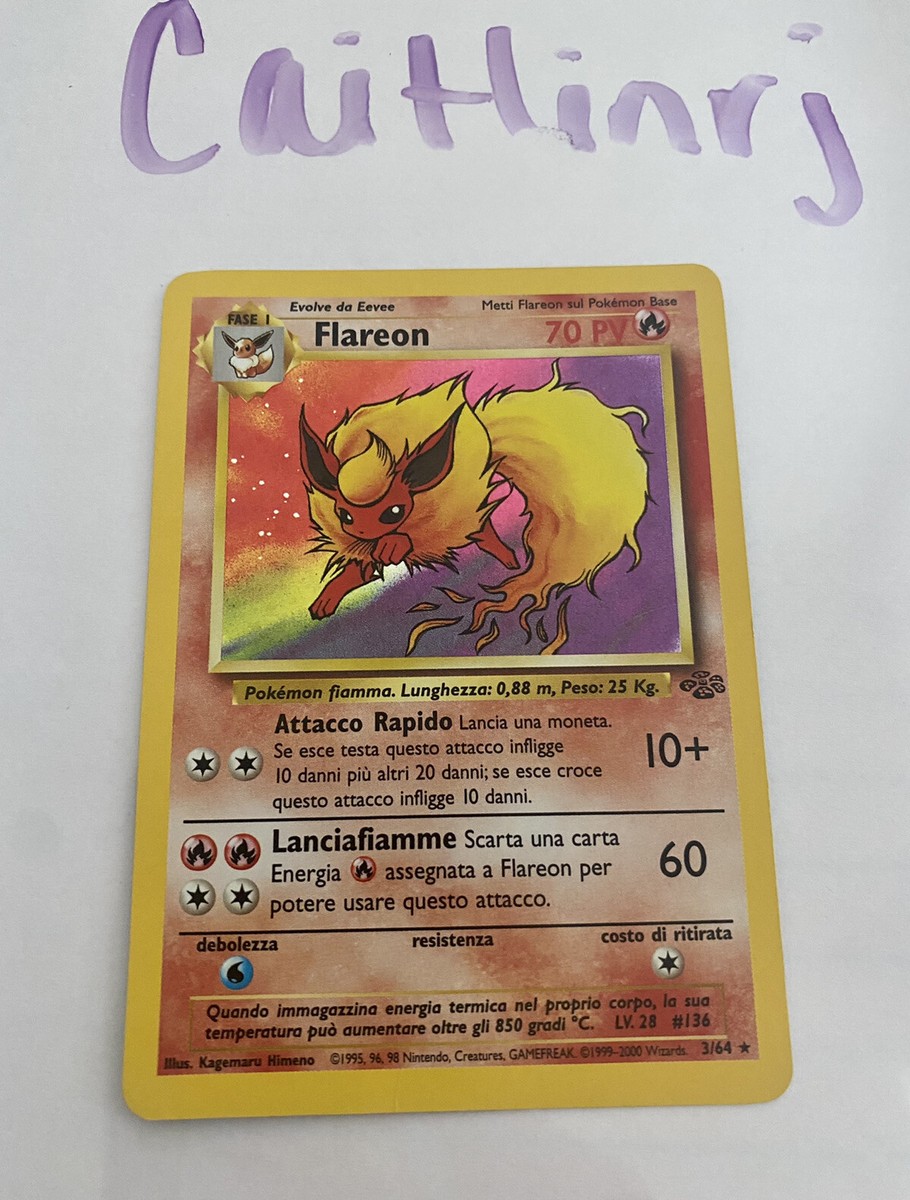 Caitlinrj
Evolve da Eevee
Metti Flareon sul Pokémon Base
FASE 1
Flareon
70 PV
Pokémon fiamma. Lunghezza: 0,88 m, Peso: 25 Kg.
Attacco Rapido Lancia una moneta.
Se esce testa questo attacco infligge
10 danni più altri 20 danni; se esce croce
questo attacco infligge 10 danni.
10+
Lanciafiamme Scarta una carta
Energia assegnata a Flareon per
potere usare questo attacco.
60
debolezza
resistenza
costo di ritirata
Quando immagazzina energia termica nel proprio corpo, la sua
temperatura può aumentare oltre gli 850 gradi °C. LV. 28 #136
Illus. Kagemaru Himeno ©1995, 96, 98 Nintendo, Creatures, GAMEFREAK. ©1999–2000 Wizards. 3/64 ★